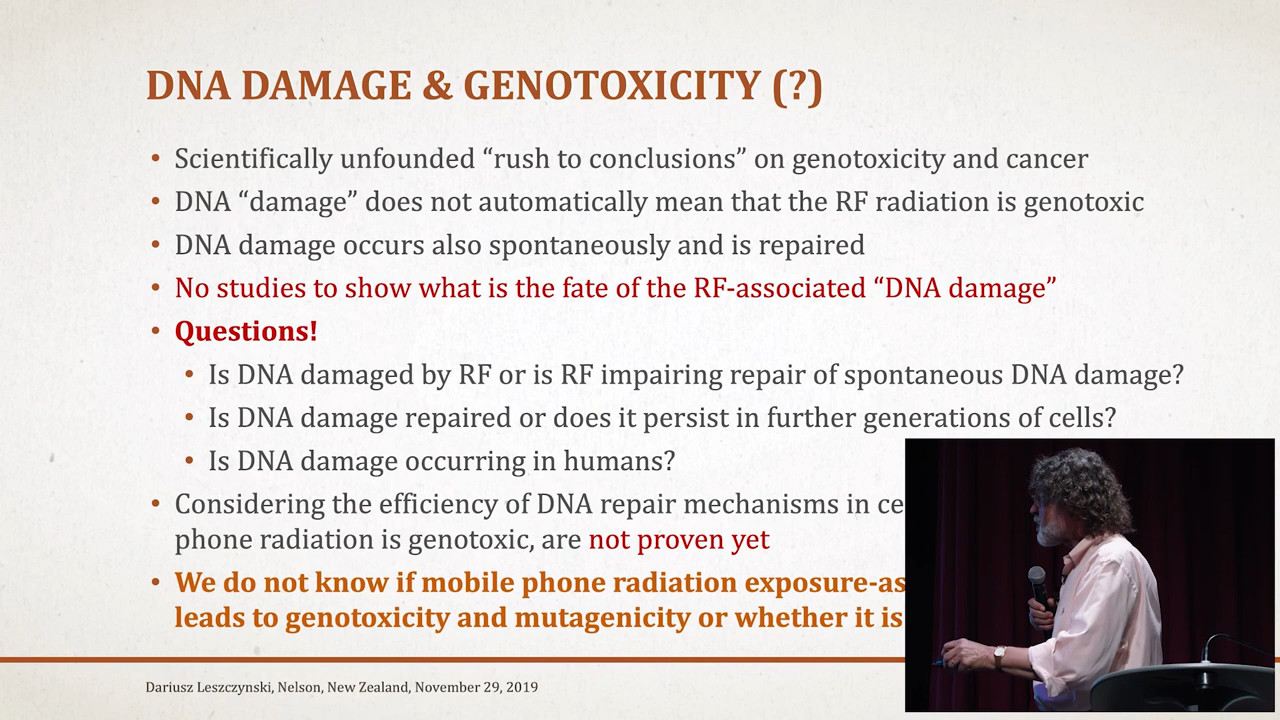 DNA DAMAGE & GENOTOXICITY (?)
• Scientifically unfounded “rush to conclusions” on genotoxicity and cancer
• DNA “damage” does not automatically mean that the RF radiation is genotoxic
• DNA damage occurs also spontaneously and is repaired
• No studies to show what is the fate of the RF-associated “DNA damage”
• Questions!
• Is DNA damaged by RF or is RF impairing repair of spontaneous DNA damage?
• Is DNA damage repaired or does it persist in further generations of cells?
• Is DNA damage occurring in humans?
• Considering the efficiency of DNA repair mechanisms in
phone radiation is genotoxic, are not proven yet
• We do not know if mobile phone radiation
leads to genotoxicity and mutagenicity or whether it is
Dariusz Leszczynski, Nelson, New Zealand, November 29, 2019